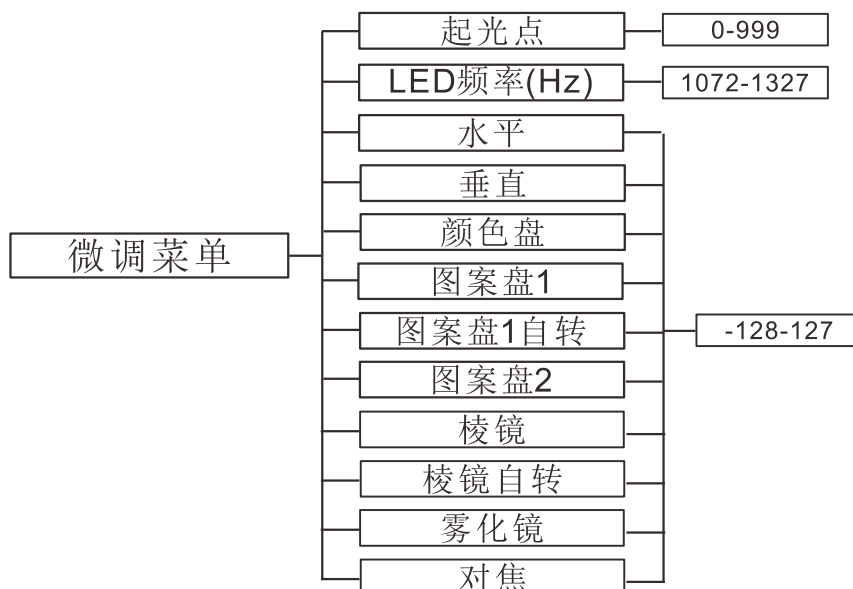 起光点
0-999
LED频率(Hz)
1072-1327
水平
垂直
颜色盘
微调菜单
图案盘1
图案盘1自转
-128-127
图案盘2
棱镜
棱镜自转
雾化镜
对焦